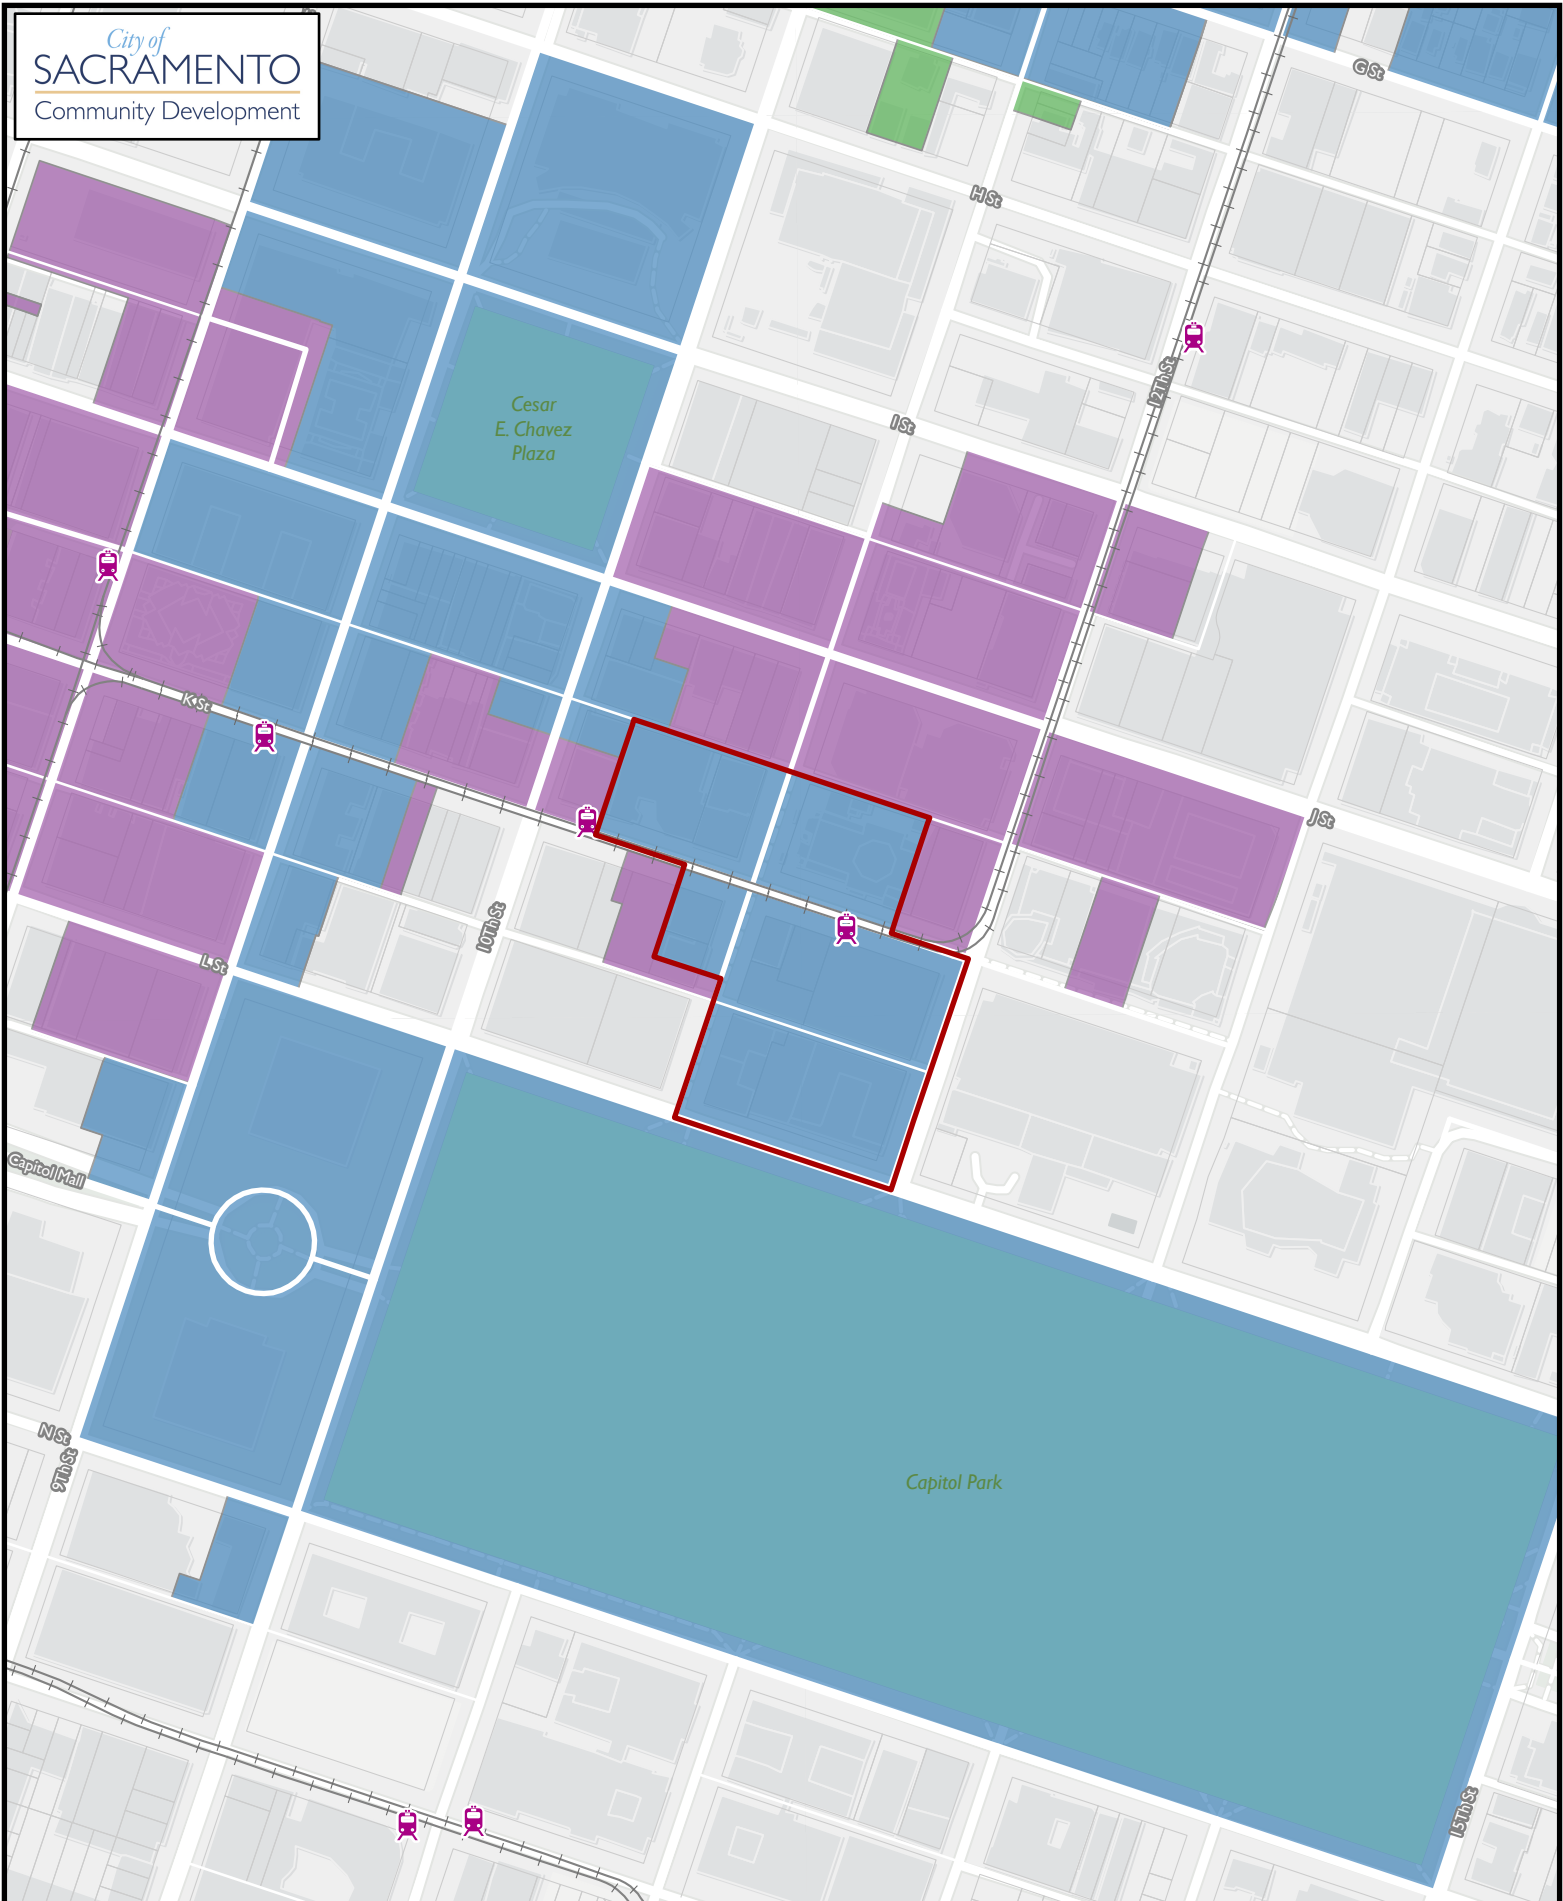 City of
SACRAMENTO
Community Development
G St
H St
12Th St
I St
Cesar
E. Chavez
Plaza
K St
J St
10Th St
L St
Capitol Mall
N St
9Th St
Capitol Park
15Th St